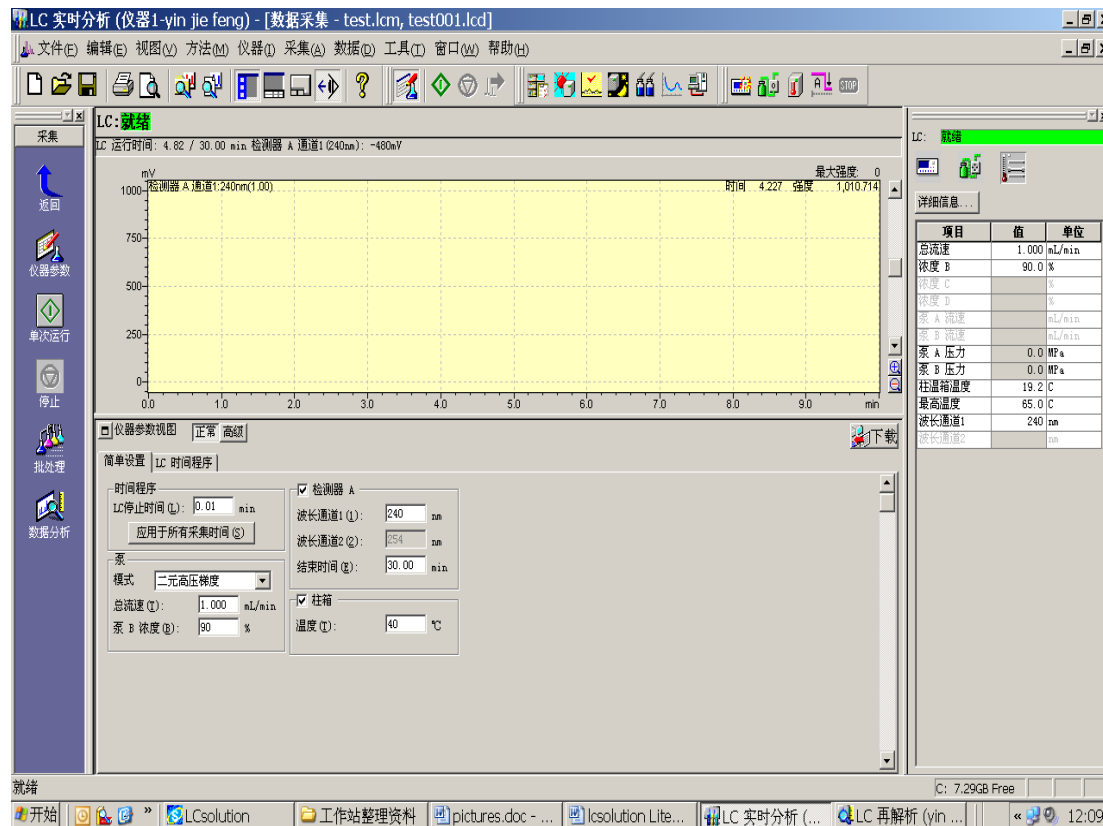 LC 实时分析 (仪器1-yin jie feng) - [数据采集 - test.lcm, test001.lcd]
文件(F) 编辑(E) 视图(V) 方法(M) 仪器(I) 采集(A) 数据(D) 工具(T) 窗口(W) 帮助(H)
采集
返回
仪器参数
单次运行
停止
批处理
数据分析
LC:就绪
LC 运行时间: 4.82 / 30.00 min 检测器 A 通道1(240nm): -480mV
mV
最大强度: 0
检测器 A 通道1:240nm(1.00)
时间 4.227 强度 1,010.714
1000
750
500
250
0
0.0 1.0 2.0 3.0 4.0 5.0 6.0 7.0 8.0 9.0 min
仪器参数视图 正常 高级 下载
简单设置 LC 时间程序
时间程序
LC停止时间(L): 0.01 min
应用于所有采集时间(S)
泵
模式 二元高压梯度
总流速(T): 1.000 mL/min
泵 B 浓度(B): 90 %
检测器 A
波长通道1(1): 240 nm
波长通道2(2): 254 nm
结束时间(E): 30.00 min
柱箱
温度(T): 40 ℃
LC: 就绪
详细信息...
项目 值 单位
总流速 1.000 mL/min
浓度 B 90.0 %
浓度 C %
浓度 D %
泵 A 流速 mL/min
泵 B 流速 mL/min
泵 A 压力 0.0 MPa
泵 B 压力 0.0 MPa
柱温箱温度 19.2 C
最高温度 65.0 C
波长通道1 240 nm
波长通道2 nm
就绪
C: 7.29GB Free
开始 » LCsolution 工作站整理资料 pictures.doc - ... lcsolution Lite... LC 实时分析 (... LC 再解析 (yin ... « 12:09